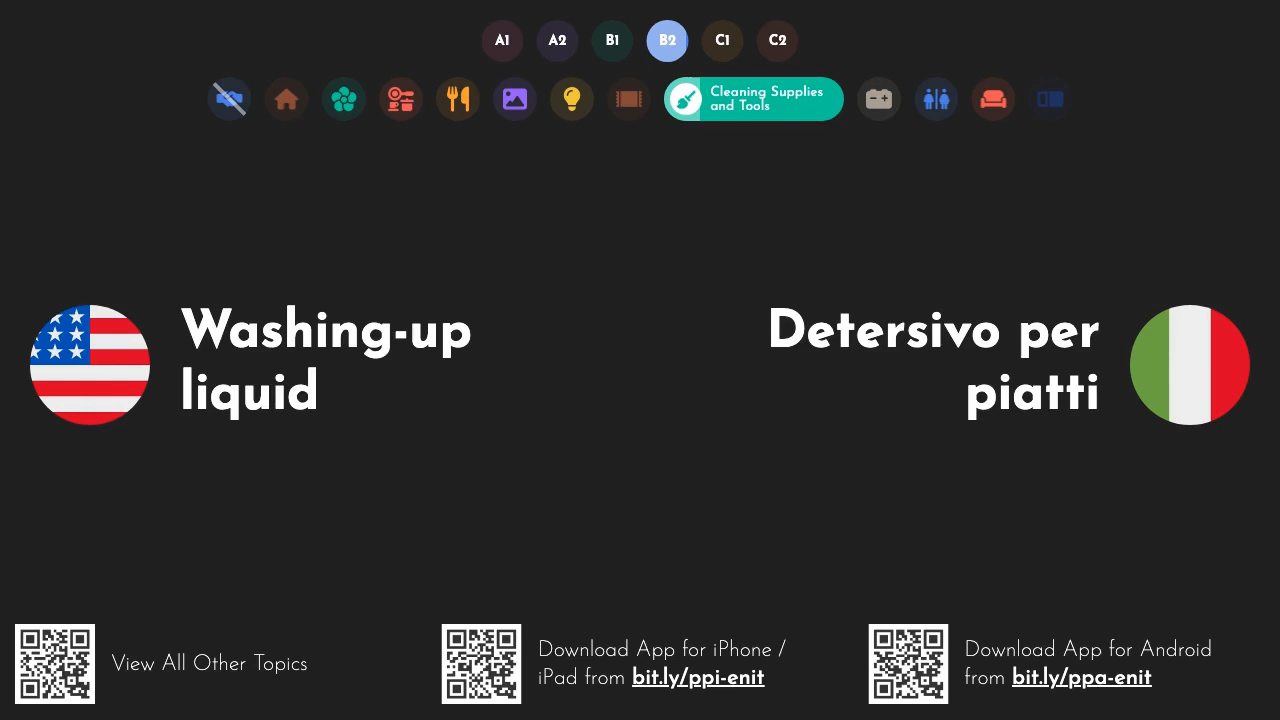 A1 A2 B1 B2 C1 C2
Cleaning Supplies
and Tools
Washing-up
liquid
Detersivo per
piatti
View All Other Topics
Download App for iPhone /
iPad from bit.ly/ppi-enit
Download App for Android
from bit.ly/ppa-enit